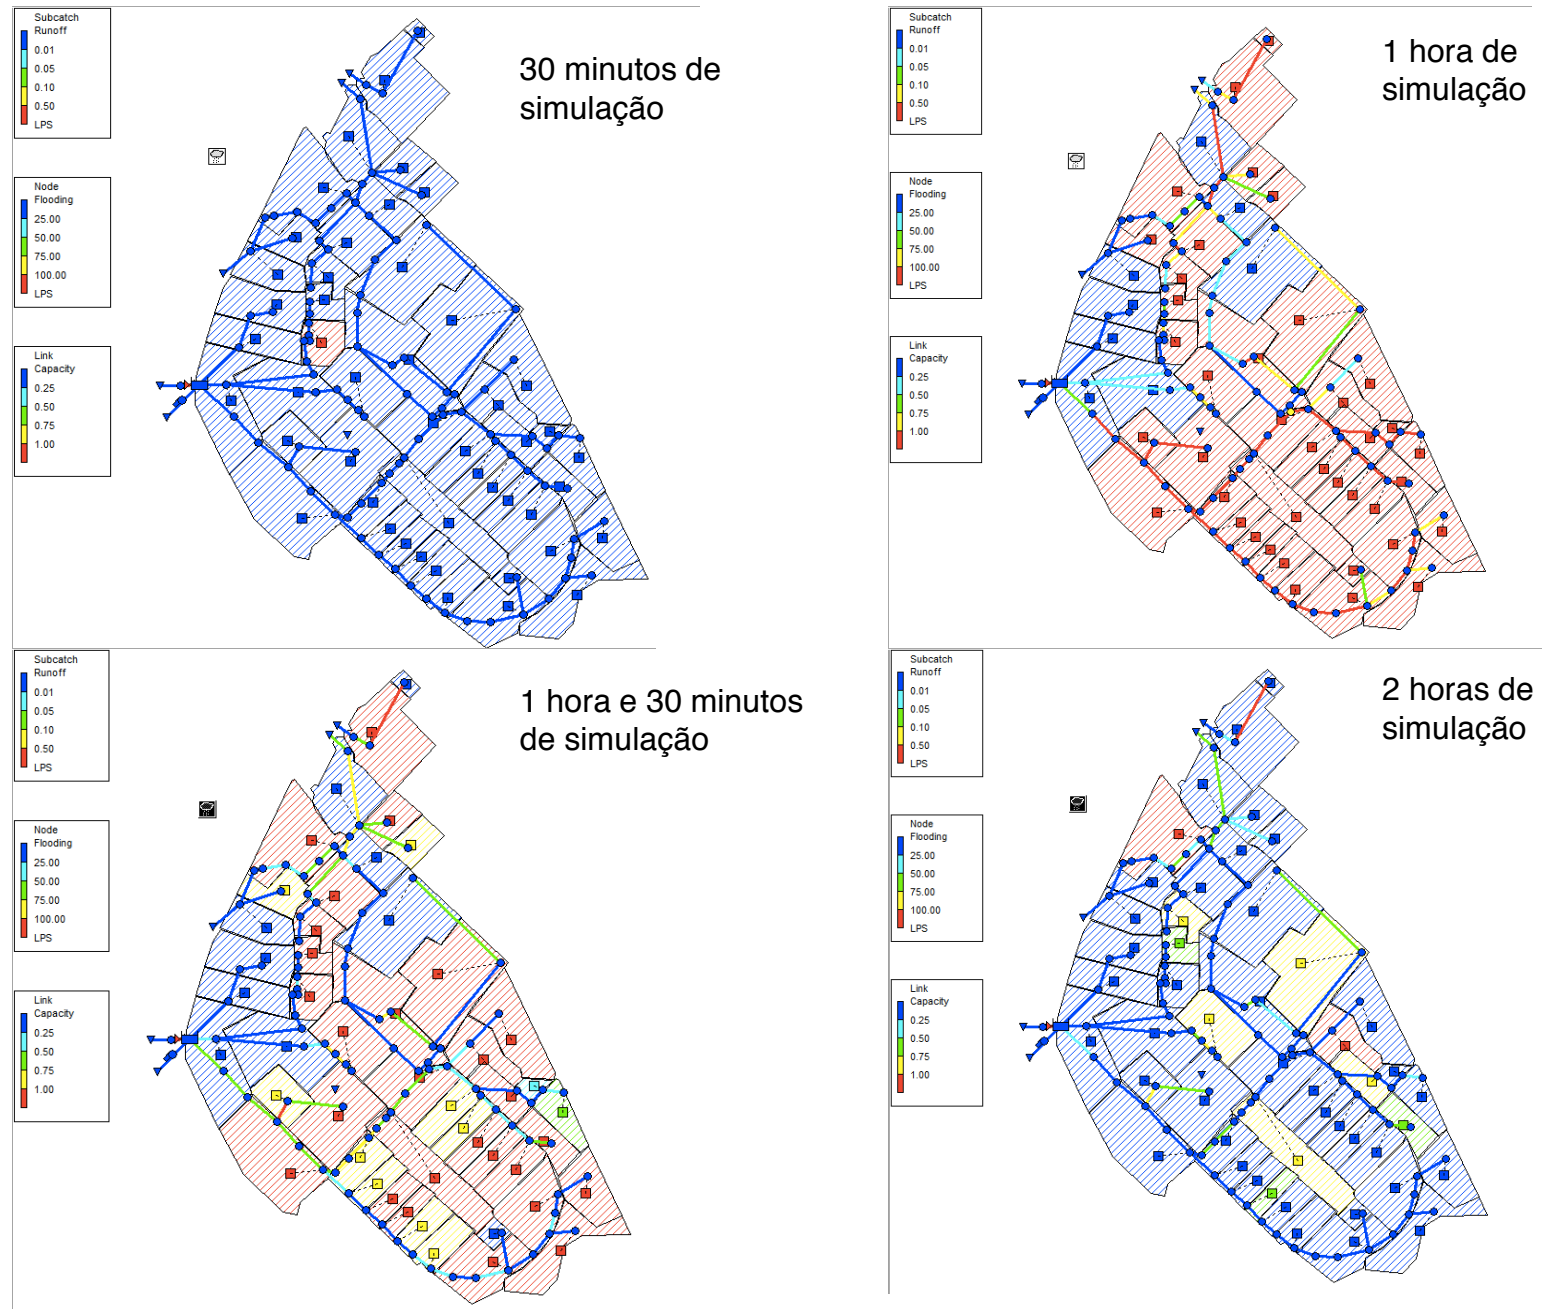 Subcatch
Runoff
0.01
0.05
0.10
0.50
LPS
Node
Flooding
25.00
50.00
75.00
100.00
LPS
Link
Capacity
0.25
0.50
0.75
1.00
30 minutos de
simulação
Subcatch
Runoff
0.01
0.05
0.10
0.50
LPS
Node
Flooding
25.00
50.00
75.00
100.00
LPS
Link
Capacity
0.25
0.50
0.75
1.00
1 hora de
simulação
Subcatch
Runoff
0.01
0.05
0.10
0.50
LPS
Node
Flooding
25.00
50.00
75.00
100.00
LPS
Link
Capacity
0.25
0.50
0.75
1.00
1 hora e 30 minutos
de simulação
Subcatch
Runoff
0.01
0.05
0.10
0.50
LPS
Node
Flooding
25.00
50.00
75.00
100.00
LPS
Link
Capacity
0.25
0.50
0.75
1.00
2 horas de
simulação